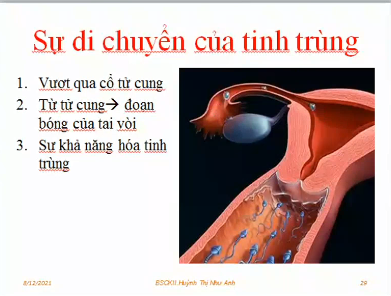 Sự di chuyển của tinh trùng
1. Vượt qua cổ tử cung
2. Từ tử cung→ đoạn
bóng của tai vòi
3. Sự khả năng hóa tinh
trùng
8/12/2021
BSCKII.Huỳnh Thị Như Anh
29